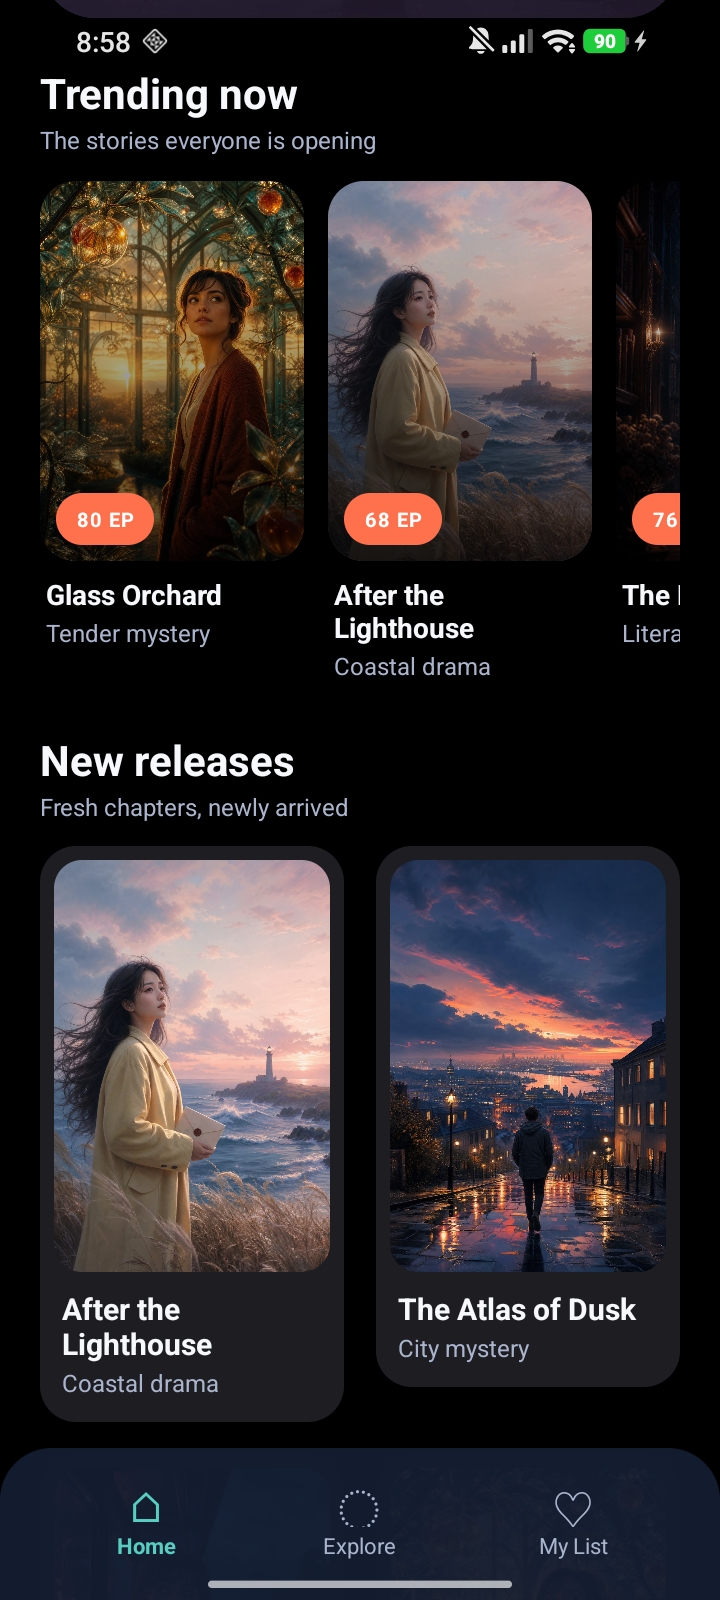 8:58
90
Trending now
The stories everyone is opening
80 EP
68 EP
76
Glass Orchard
Tender mystery
After the
Lighthouse
Coastal drama
The
New releases
Fresh chapters, newly arrived
After the
Lighthouse
Coastal drama
The Atlas of Dusk
City mystery
Home
Explore
My List